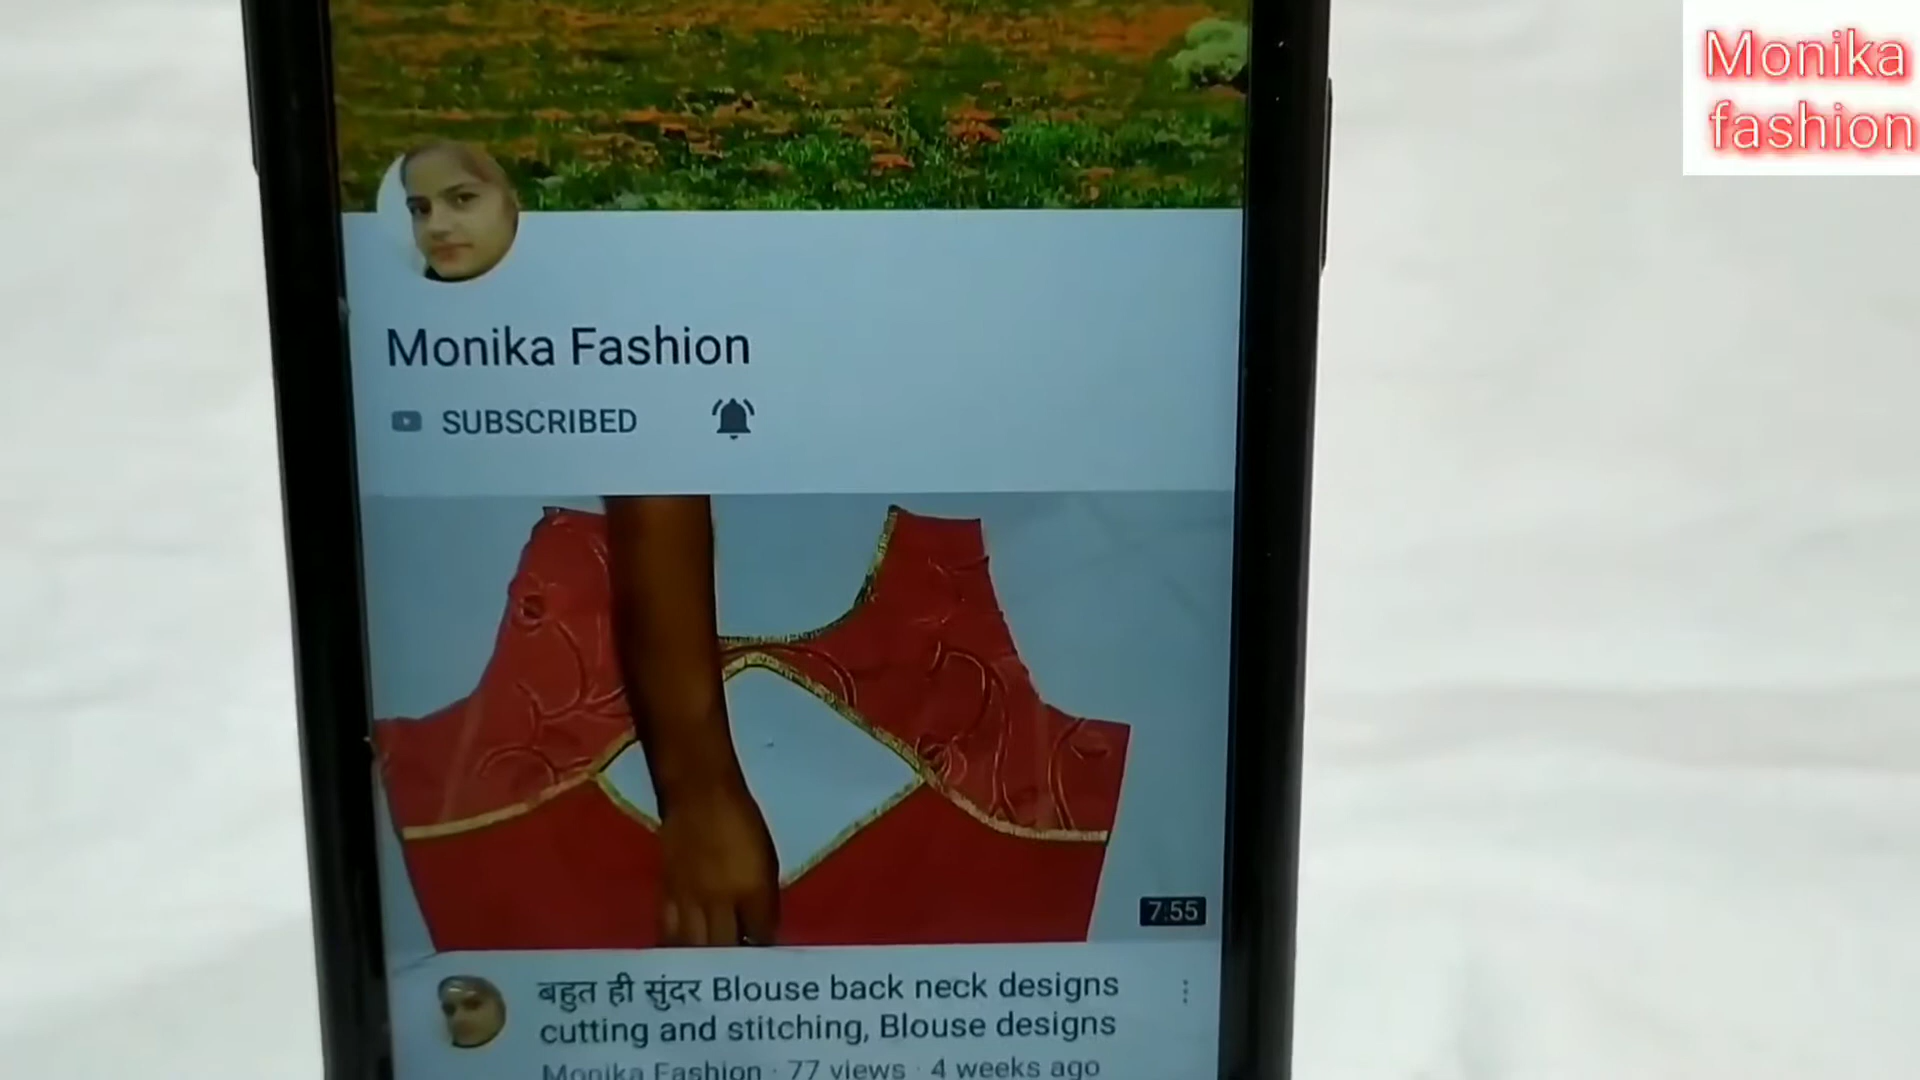 Monika
fashion
Monika Fashion
SUBSCRIBED
7:55
बहुत ही सुंदर Blouse back neck designs
cutting and stitching, Blouse designs
Monika Fashion · 77 views · 4 weeks ago